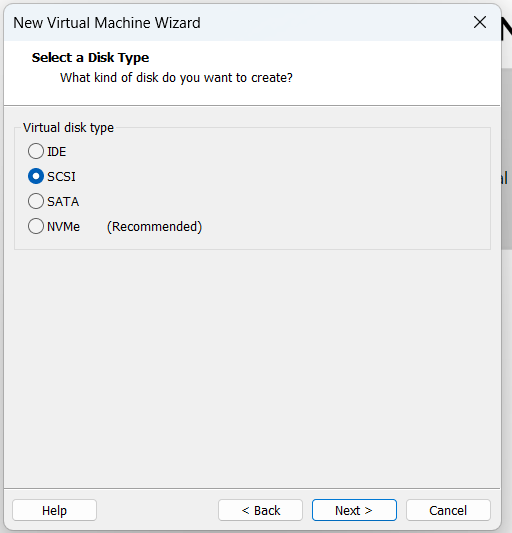 New Virtual Machine Wizard
Select a Disk Type
What kind of disk do you want to create?
Virtual disk type
IDE
SCSI
SATA
NVMe (Recommended)
Help
< Back
Next >
Cancel